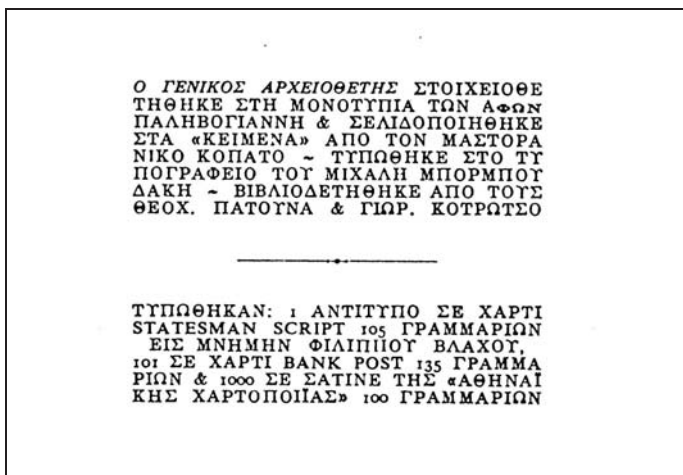 Ο ΓΕΝΙΚΟΣ ΑΡΧΕΙΟΘΕΤΗΣ ΣΤΟΙΧΕΙΟΘΕ
ΤΗΘΗΚΕ ΣΤΗ ΜΟΝΟΤΥΠΙΑ ΤΩΝ ΑΦΩΝ
ΠΑΛΗΒΟΓΙΑΝΝΗ & ΣΕΛΙΔΟΠΟΙΗΘΗΚΕ
ΣΤΑ «ΚΕΙΜΕΝΑ» ΑΠΟ ΤΟΝ ΜΑΣΤΟΡΑ
ΝΙΚΟ ΚΟΠΑΤΟ ~ ΤΥΠΩΘΗΚΕ ΣΤΟ ΤΥ
ΠΟΓΡΑΦΕΙΟ ΤΟΥ ΜΙΧΑΛΗ ΜΠΟΡΜΠΟΥ
ΔΑΚΗ ~ ΒΙΒΛΙΟΔΕΤΗΘΗΚΕ ΑΠΟ ΤΟΥΣ
ΘΕΟΧ. ΠΑΤΟΥΝΑ & ΓΙΩΡ. ΚΟΤΡΩΤΣΟ
ΤΥΠΩΘΗΚΑΝ: 1 ΑΝΤΙΤΥΠΟ ΣΕ ΧΑΡΤΙ
STATESMAN SCRIPT 105 ΓΡΑΜΜΑΡΙΩΝ
ΕΙΣ ΜΝΗΜΗΝ ΦΙΛΙΠΠΟΥ ΒΛΑΧΟΥ,
101 ΣΕ ΧΑΡΤΙ BANK POST 135 ΓΡΑΜΜΑ
ΡΙΩΝ & 1000 ΣΕ ΣΑΤΙΝΕ ΤΗΣ «ΑΘΗΝΑΪ
ΚΗΣ ΧΑΡΤΟΠΟΙΪΑΣ» 100 ΓΡΑΜΜΑΡΙΩΝ